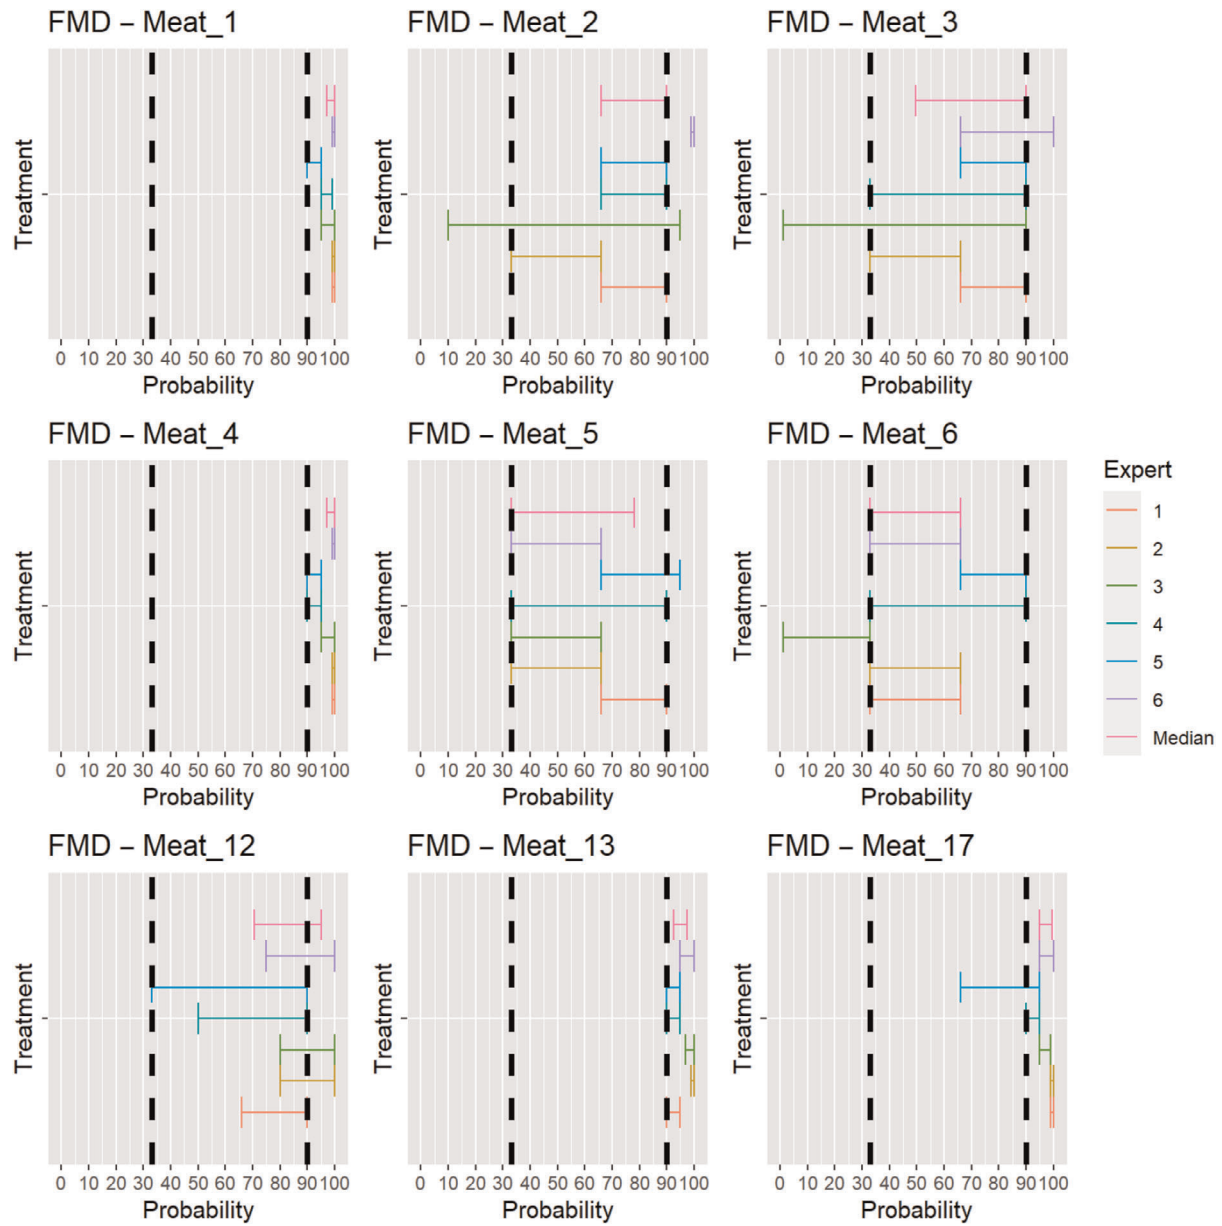 FMD – Meat_1
FMD – Meat_2
FMD – Meat_3
Treatment
Treatment
Treatment
0 10 20 30 40 50 60 70 80 90 100
0 10 20 30 40 50 60 70 80 90 100
0 10 20 30 40 50 60 70 80 90 100
Probability
Probability
Probability
FMD – Meat_4
FMD – Meat_5
FMD – Meat_6
Treatment
Treatment
Treatment
0 10 20 30 40 50 60 70 80 90 100
0 10 20 30 40 50 60 70 80 90 100
0 10 20 30 40 50 60 70 80 90 100
Probability
Probability
Probability
Expert
1
2
3
4
5
6
Median
FMD – Meat_12
FMD – Meat_13
FMD – Meat_17
Treatment
Treatment
Treatment
0 10 20 30 40 50 60 70 80 90 100
0 10 20 30 40 50 60 70 80 90 100
0 10 20 30 40 50 60 70 80 90 100
Probability
Probability
Probability